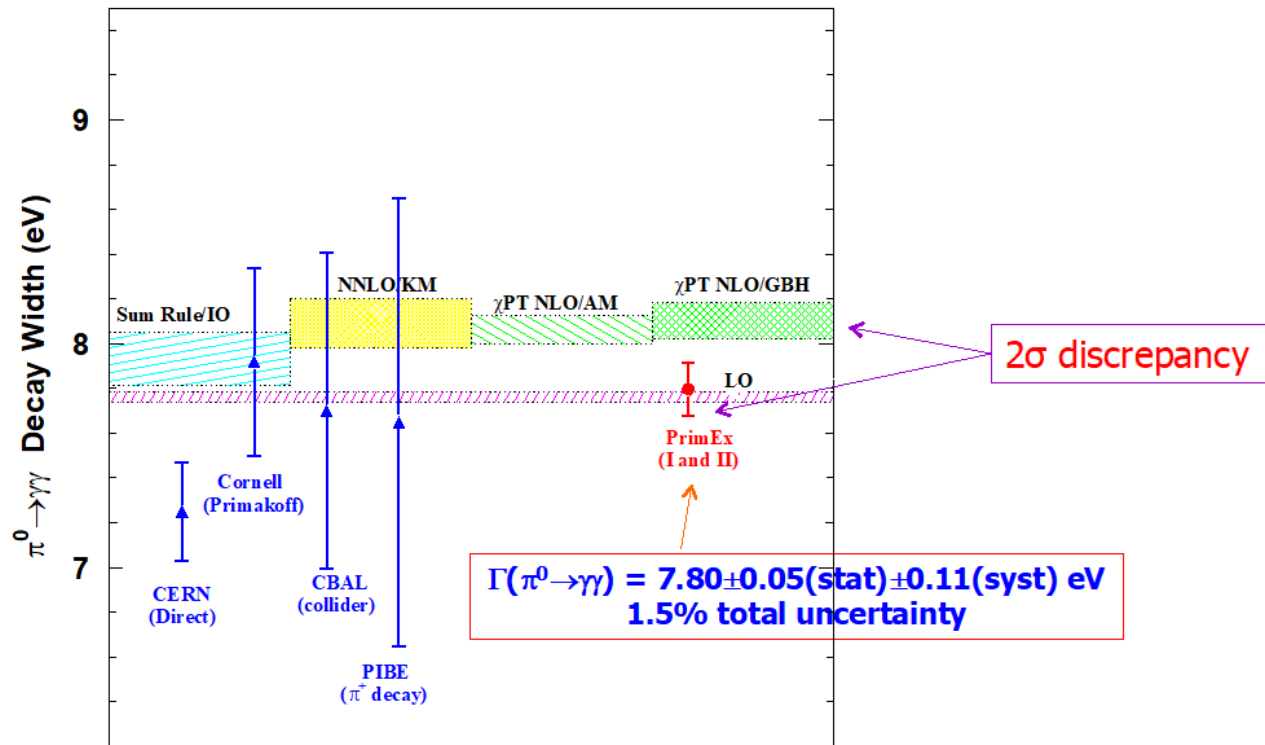 9
8
7
π⁰→γγ Decay Width (eV)
Sum Rule/IO
NNLO/KM
χPT NLO/AM
χPT NLO/GBH
LO
2σ discrepancy
PrimEx
(I and II)
Cornell
(Primakoff)
CERN
(Direct)
CBAL
(collider)
PIBE
(π⁺ decay)
Γ(π⁰→γγ) = 7.80±0.05(stat)±0.11(syst) eV
1.5% total uncertainty